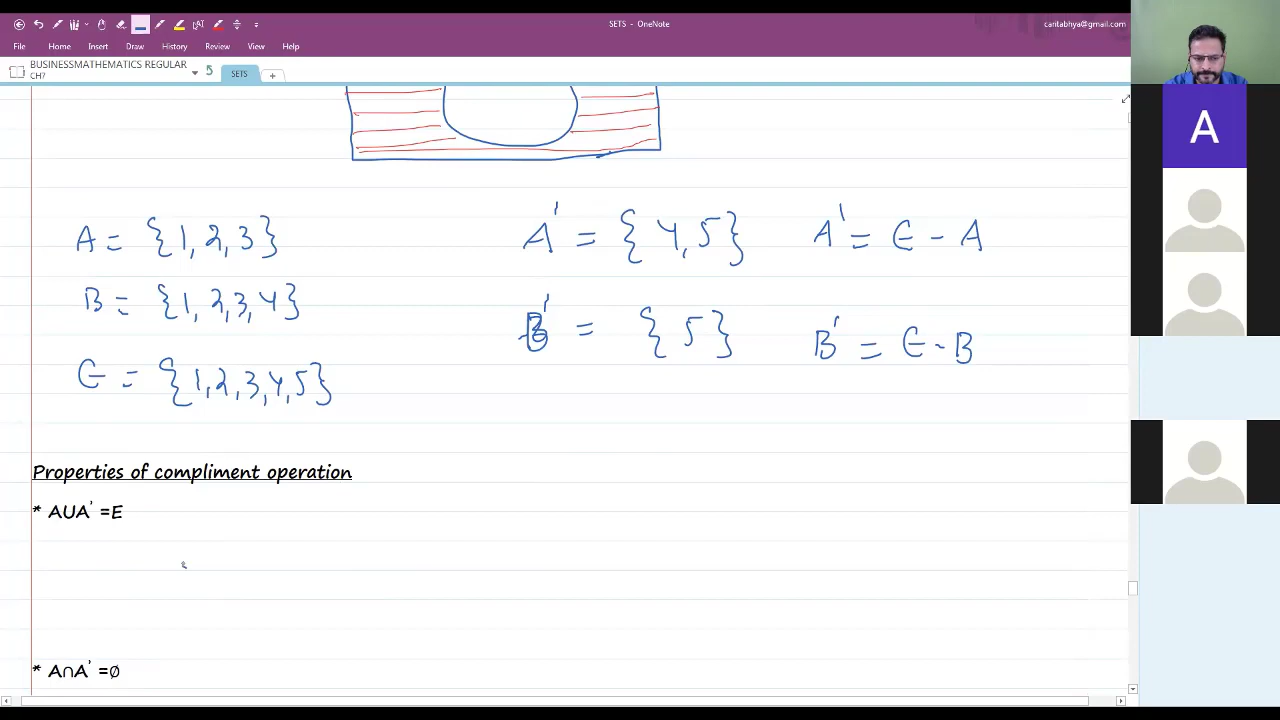 SETS - OneNote
cantabhya@gmail.com
File Home Insert Draw History Review View Help
BUSINESSMATHEMATICS REGULAR
CH7
SETS
A = {1, 2, 3}
A' = {4, 5}
A' = E - A
B = {1, 2, 3, 4}
B' = {5}
B' = E - B
E = {1, 2, 3, 4, 5}
Properties of compliment operation
* AUA' =E
* A∩A' =∅
A